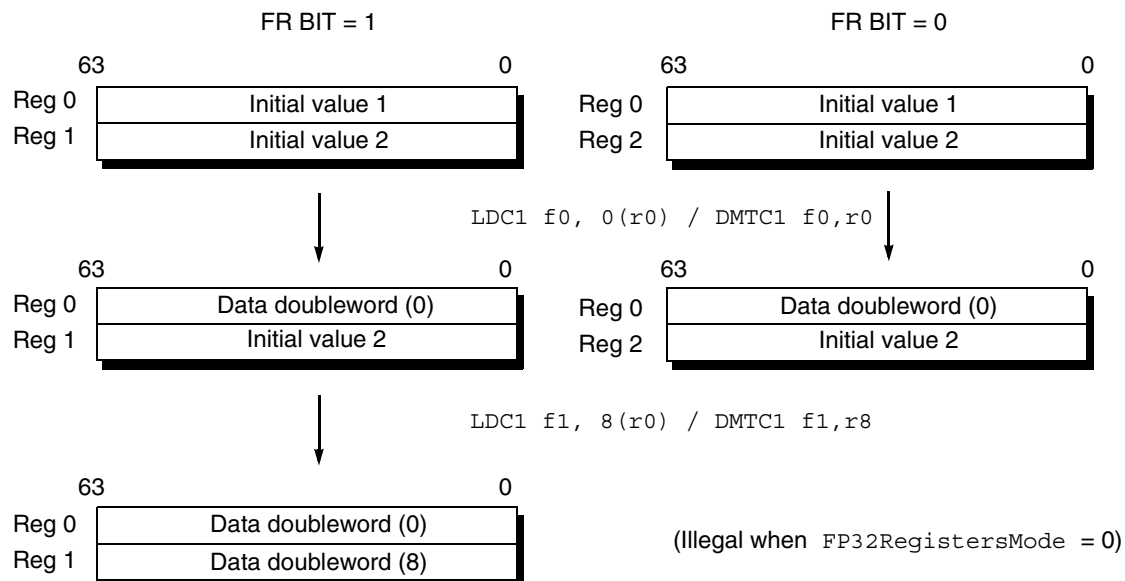 FR BIT = 1
FR BIT = 0
63 0
63 0
Reg 0 Initial value 1
Reg 1 Initial value 2
Reg 0 Initial value 1
Reg 2 Initial value 2
LDC1 f0, 0(r0) / DMTC1 f0,r0
63 0
63 0
Reg 0 Data doubleword (0)
Reg 1 Initial value 2
Reg 0 Data doubleword (0)
Reg 2 Initial value 2
LDC1 f1, 8(r0) / DMTC1 f1,r8
63 0
Reg 0 Data doubleword (0)
Reg 1 Data doubleword (8)
(Illegal when FP32RegistersMode = 0)